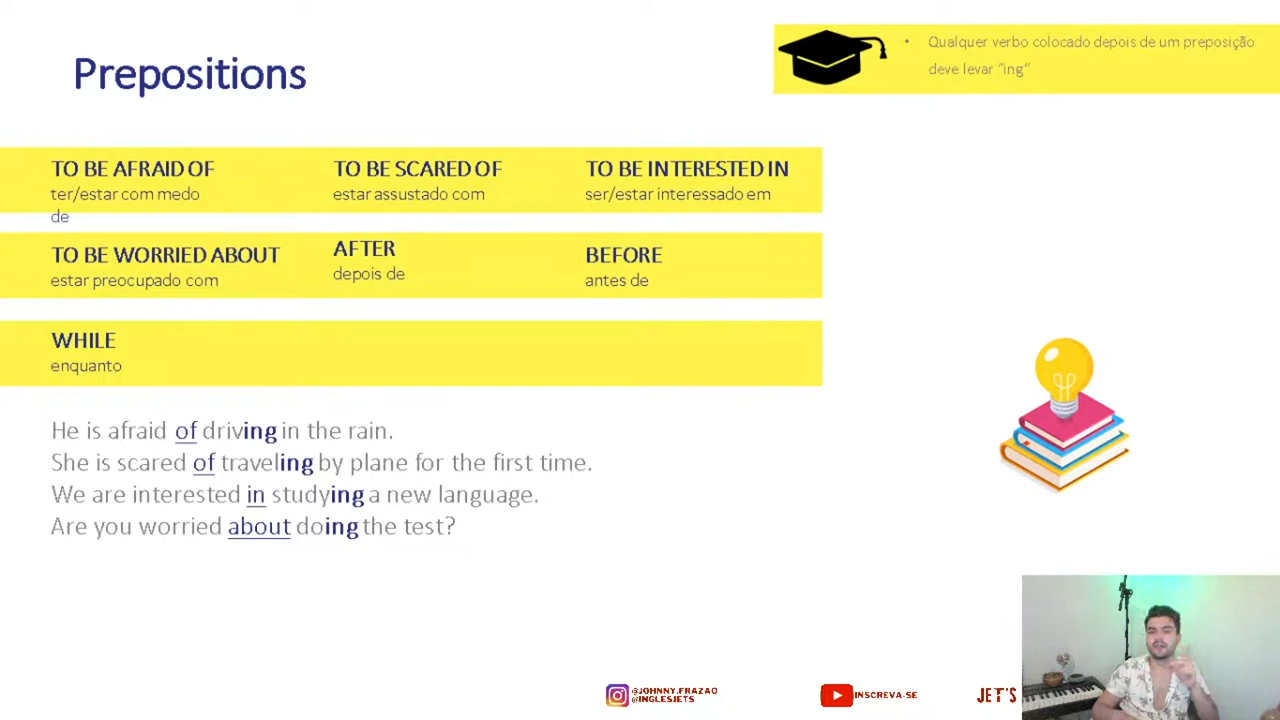 Prepositions
• Qualquer verbo colocado depois de um preposição
deve levar “ing”
TO BE AFRAID OF
ter/estar com medo
de
TO BE SCARED OF
estar assustado com
TO BE INTERESTED IN
ser/estar interessado em
TO BE WORRIED ABOUT
estar preocupado com
AFTER
depois de
BEFORE
antes de
WHILE
enquanto
He is afraid of driving in the rain.
She is scared of traveling by plane for the first time.
We are interested in studying a new language.
Are you worried about doing the test?
@JOHNNY.FRAZAO
@INGLESJETS
INSCREVA-SE
JET'S